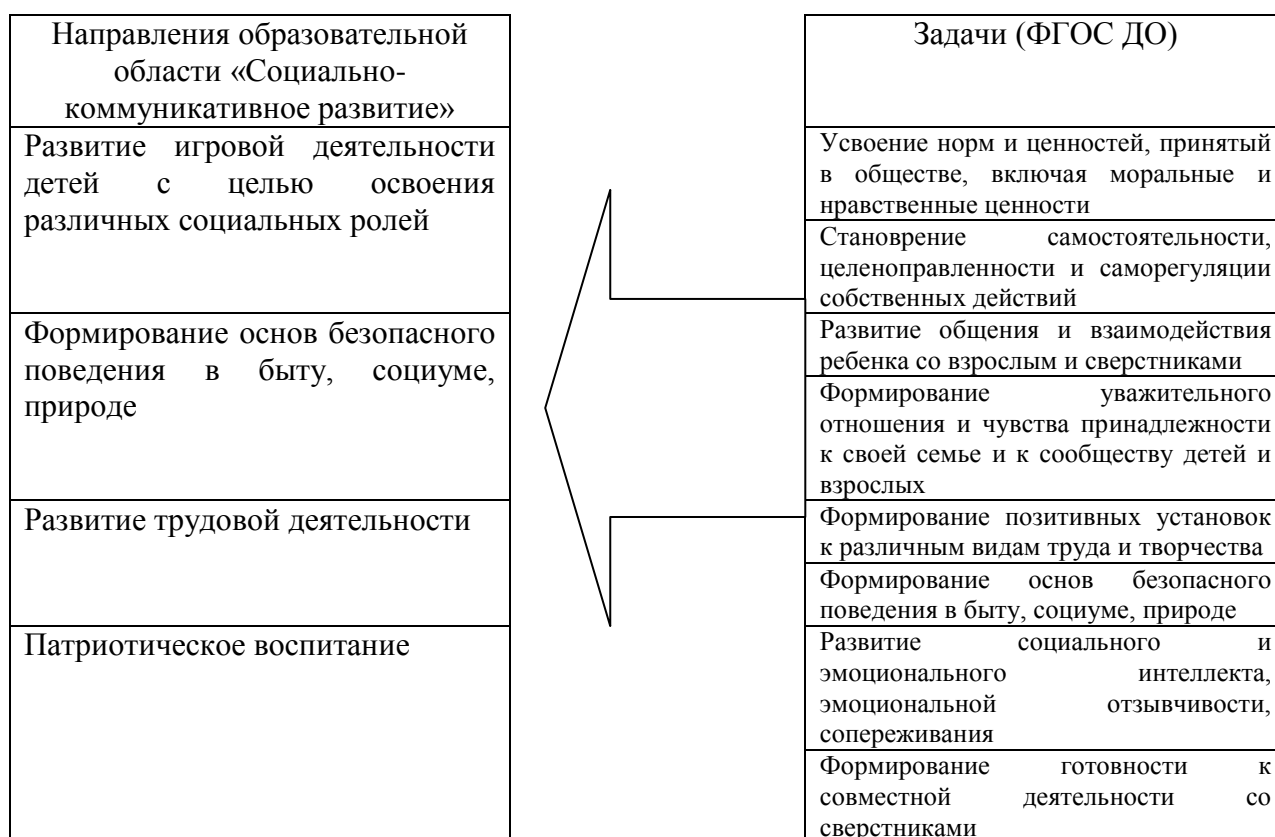 Направления образовательной
области «Социально-
коммуникативное развитие»
Развитие игровой деятельности
детей с целью освоения
различных социальных ролей
Формирование основ безопасного
поведения в быту, социуме,
природе
Развитие трудовой деятельности
Патриотическое воспитание
Задачи (ФГОС ДО)
Усвоение норм и ценностей, принятый
в обществе, включая моральные и
нравственные ценности
Становрение самостоятельности,
целеноправленности и саморегуляции
собственных действий
Развитие общения и взаимодействия
ребенка со взрослым и сверстниками
Формирование уважительного
отношения и чувства принадлежности
к своей семье и к сообществу детей и
взрослых
Формирование позитивных установок
к различным видам труда и творчества
Формирование основ безопасного
поведения в быту, социуме, природе
Развитие социального и
эмоционального интеллекта,
эмоциональной отзывчивости,
сопереживания
Формирование готовности к
совместной деятельности со
сверстниками